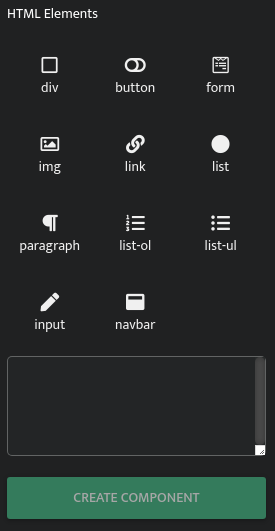 HTML Elements
div button form
img link list
paragraph list-ol list-ul
input navbar
CREATE COMPONENT